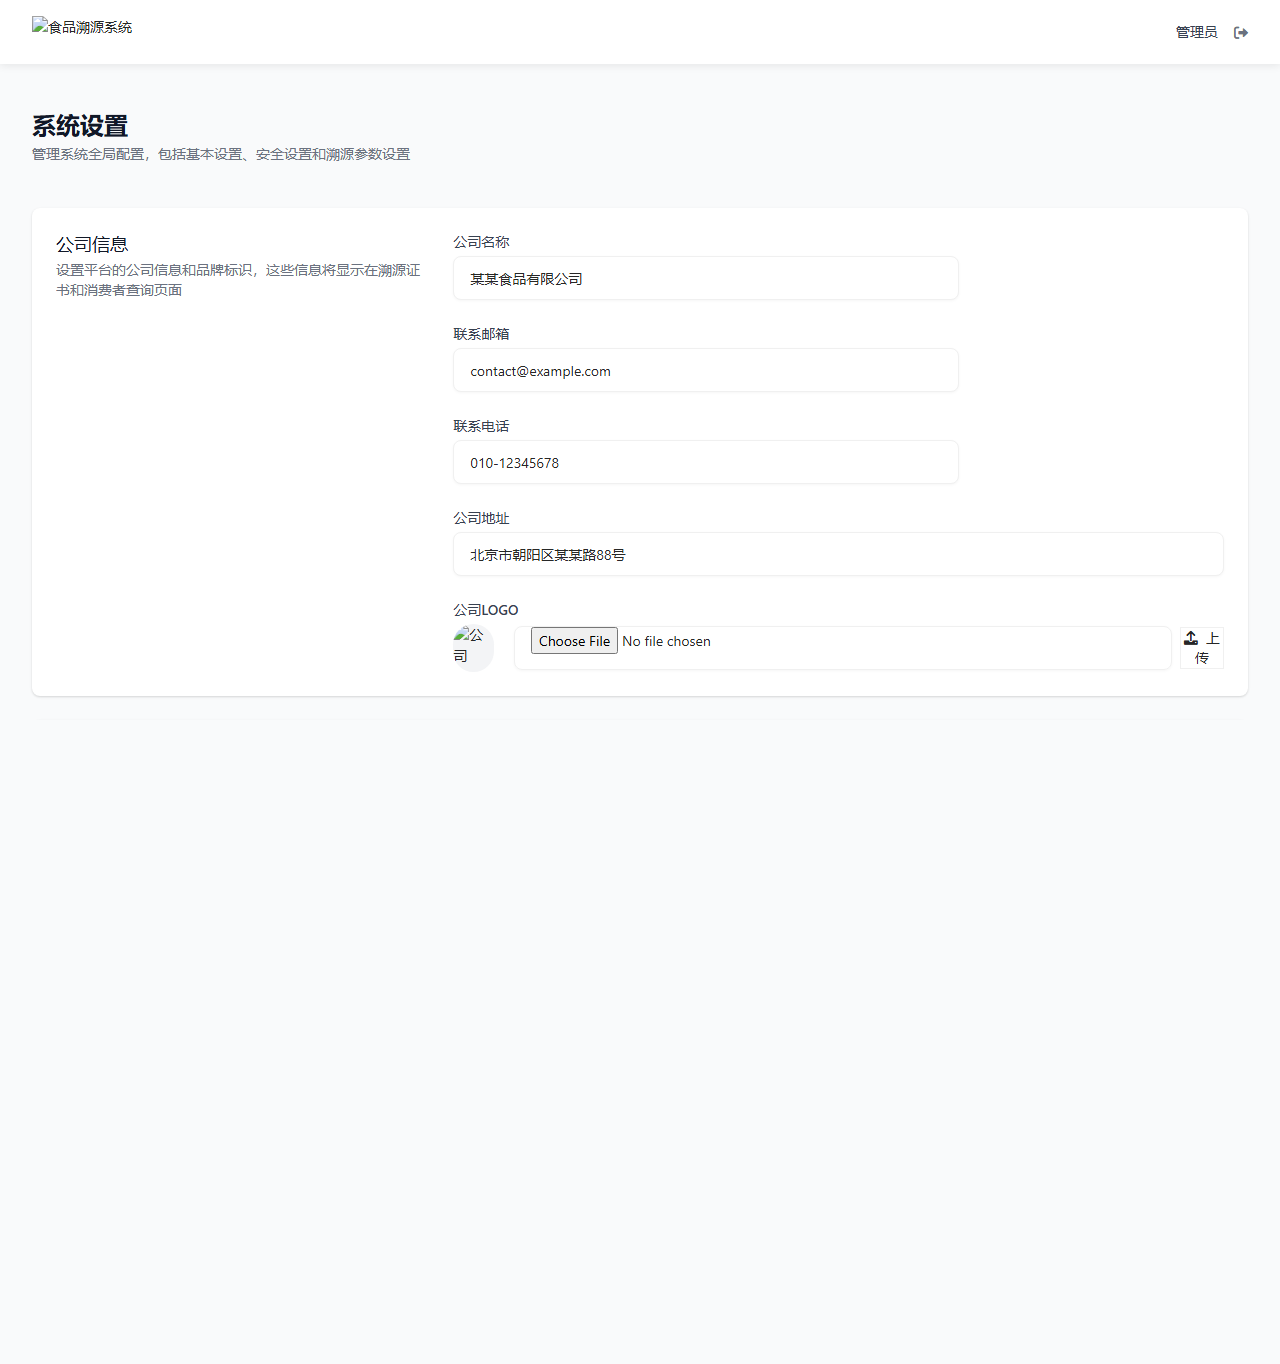 食品溯源系统
管理员
系统设置
管理系统全局配置，包括基本设置、安全设置和溯源参数设置
公司信息
设置平台的公司信息和品牌标识，这些信息将显示在溯源证
书和消费者查询页面
公司名称
某某食品有限公司
联系邮箱
contact@example.com
联系电话
010-12345678
公司地址
北京市朝阳区某某路88号
公司LOGO
公
司
Choose File No file chosen
上
传